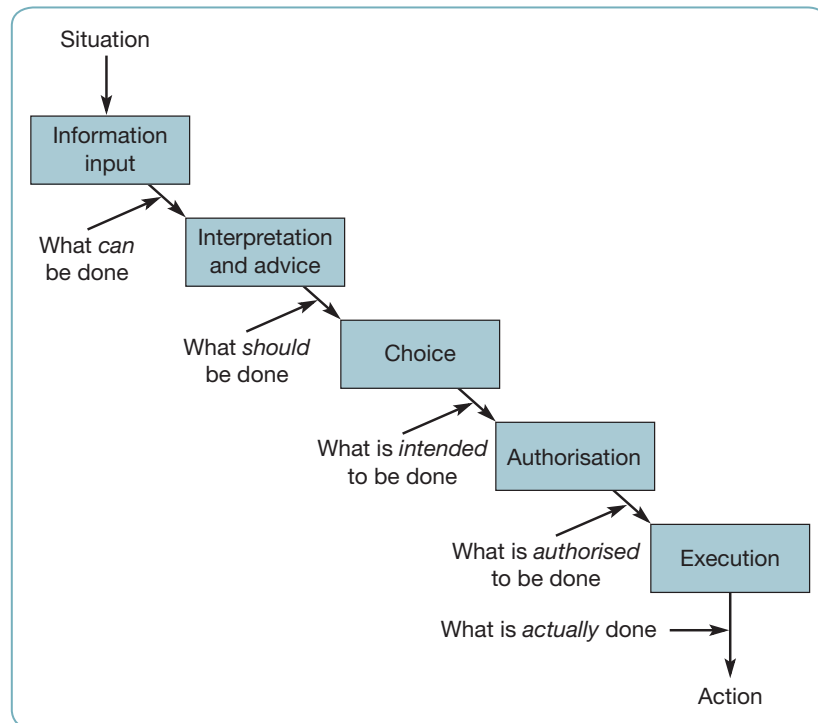 Situation
Information
input
What can
be done
Interpretation
and advice
What should
be done
Choice
What is intended
to be done
Authorisation
What is authorised
to be done
Execution
What is actually done
Action